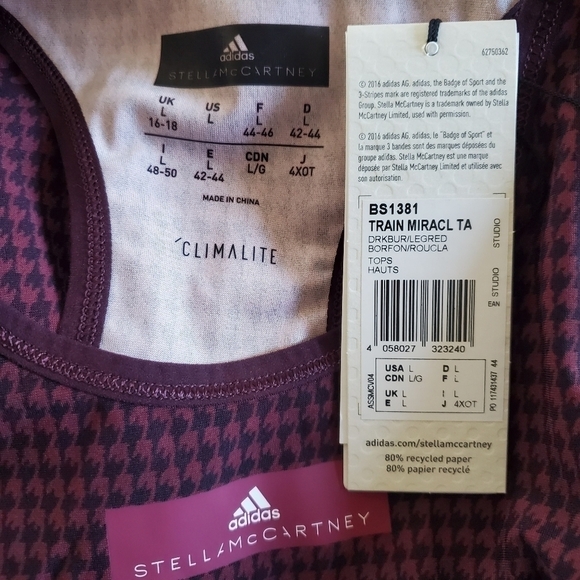 adidas
STELLAMCCARTNEY
UK US F D
L L L L
16-18 44-46 42-44
I E CDN J
L L L/G L
48-50 42-44 4XOT
MADE IN CHINA
CLIMALITE
62750362
© 2016 adidas AG. adidas, the Badge of Sport and the
3-Stripes mark are registered trademarks of the adidas
Group. Stella McCartney is a trademark owned by Stella
McCartney Limited, used with permission.
© 2016 adidas AG. adidas, le "Badge of Sport" et
la marque 3 bandes sont des marques déposées du
groupe adidas. Stella McCartney est une marque
déposée par Stella McCartney Limited et utilisée avec
son autorisation.
BS1381
TRAIN MIRACL TA
DRKBUR/LEGRED
BORFON/ROUCLA
TOPS
HAUTS
STUDIO
STUDIO
EAN
4 058027 323240
USA L D L
CDN L/G F L
UK L I L
E L J 4XOT
ASSMCV04
PO 117431437 44
adidas.com/stellamccartney
80% recycled paper
80% papier recyclé
adidas
STELLAMCCARTNEY